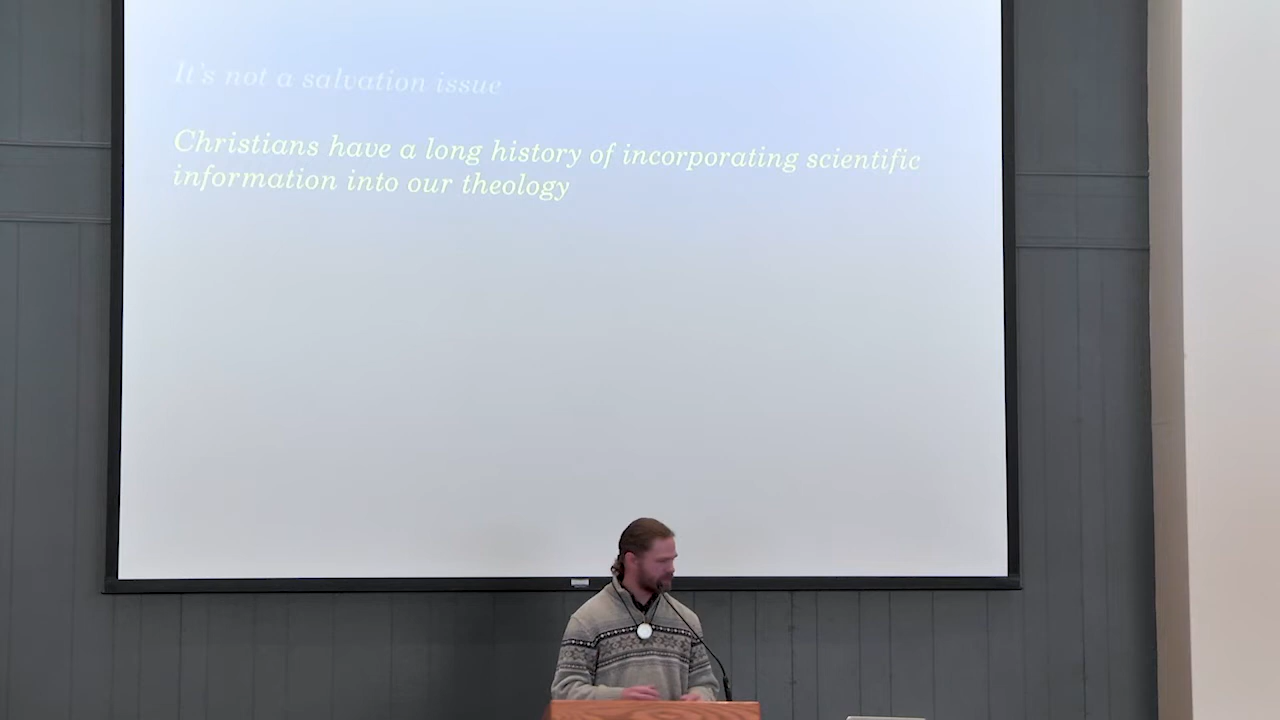 It's not a salvation issue
Christians have a long history of incorporating scientific
information into our theology